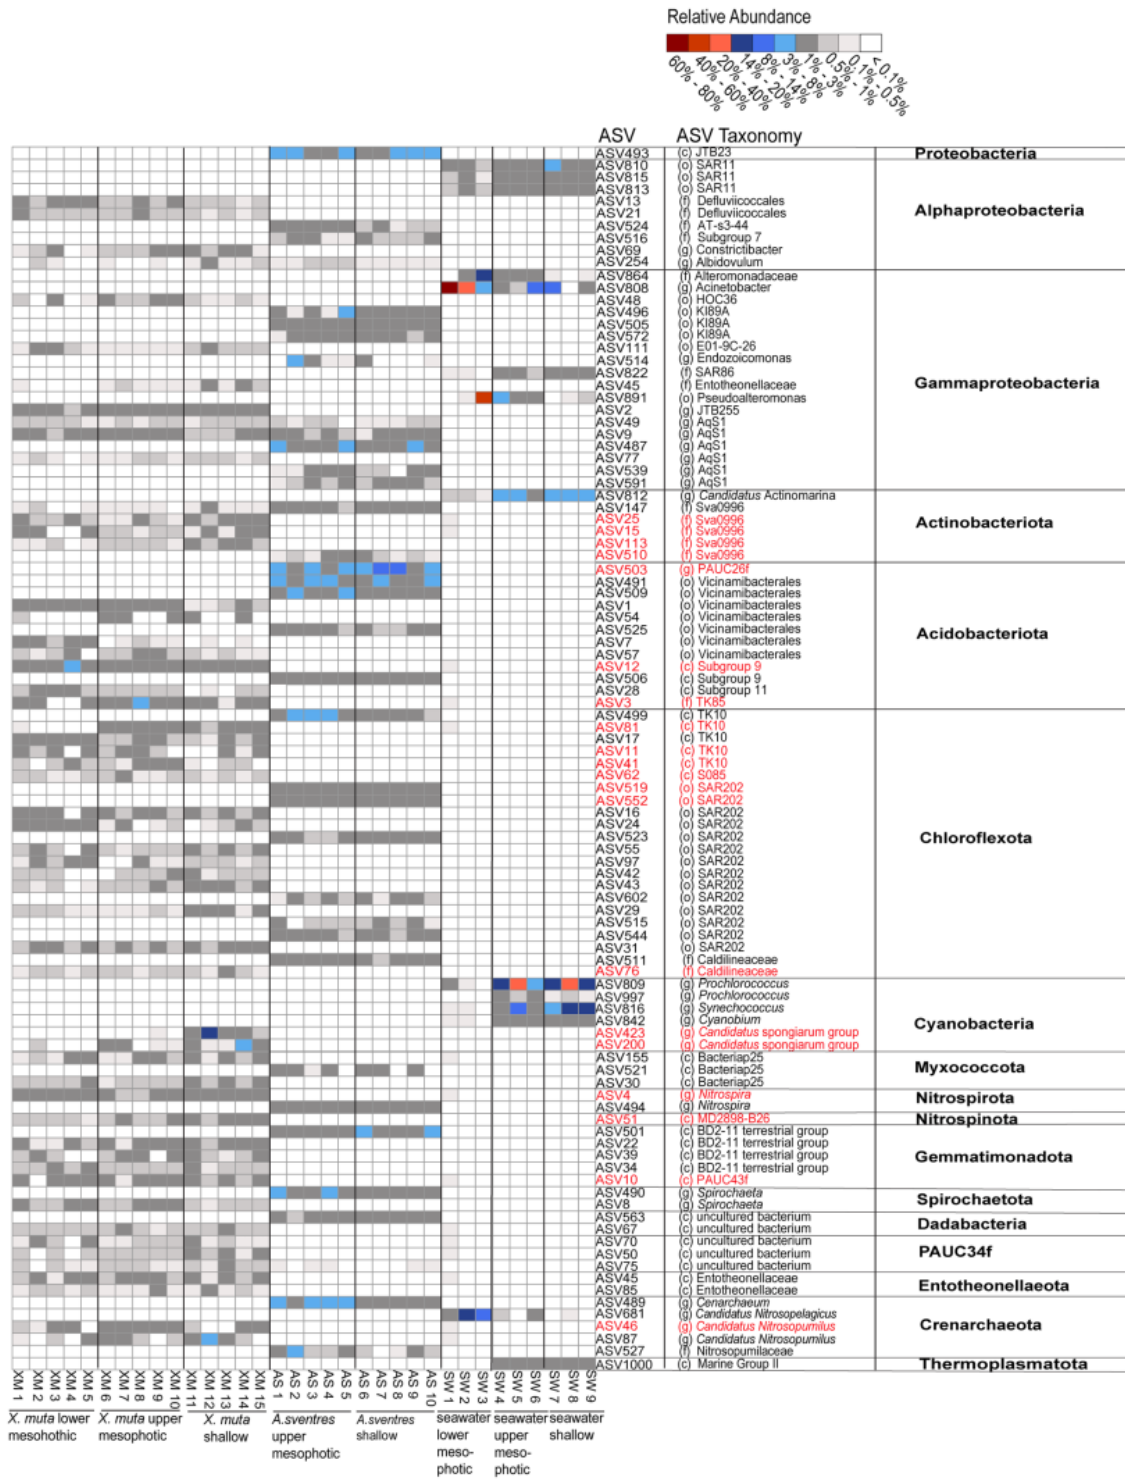 Relative Abundance
60% - 80%
40% - 60%
20% - 40%
14% - 20%
8% - 14%
3% - 8%
1% - 3%
0.5% - 1%
0.1% - 0.5%
< 0.1%
ASV ASV Taxonomy
ASV493 (c) JTB23 Proteobacteria
ASV810 (o) SAR11
ASV815 (o) SAR11
ASV813 (o) SAR11
ASV13 (f) Defluviicoccales
ASV21 (f) Defluviicoccales Alphaproteobacteria
ASV524 (f) AT-s3-44
ASV516 (f) Subgroup 7
ASV69 (g) Constrictibacter
ASV254 (g) Albidovulum
ASV864 (f) Alteromonadaceae
ASV808 (g) Acinetobacter
ASV48 (o) HOC36
ASV496 (o) KI89A
ASV505 (o) KI89A
ASV572 (o) KI89A
ASV111 (o) E01-9C-26
ASV514 (g) Endozoicomonas
ASV822 (f) SAR86
ASV45 (f) Entotheonellaceae Gammaproteobacteria
ASV891 (o) Pseudoalteromonas
ASV2 (g) JTB255
ASV49 (g) AqS1
ASV9 (g) AqS1
ASV487 (g) AqS1
ASV77 (g) AqS1
ASV539 (g) AqS1
ASV591 (g) AqS1
ASV812 (g) Candidatus Actinomarina
ASV147 (f) Sva0996
ASV25 (f) Sva0996 Actinobacteriota
ASV15 (f) Sva0996
ASV113 (f) Sva0996
ASV510 (f) Sva0996
ASV503 (g) PAUC26f
ASV491 (o) Vicinamibacterales
ASV509 (o) Vicinamibacterales
ASV1 (o) Vicinamibacterales
ASV54 (o) Vicinamibacterales
ASV525 (o) Vicinamibacterales Acidobacteriota
ASV7 (o) Vicinamibacterales
ASV57 (o) Vicinamibacterales
ASV12 (c) Subgroup 9
ASV506 (c) Subgroup 9
ASV28 (c) Subgroup 11
ASV3 (f) TK85
ASV499 (c) TK10
ASV81 (c) TK10
ASV17 (c) TK10
ASV11 (c) TK10
ASV41 (c) TK10
ASV62 (c) S085
ASV519 (o) SAR202
ASV552 (o) SAR202
ASV16 (o) SAR202
ASV24 (o) SAR202
ASV523 (o) SAR202 Chloroflexota
ASV55 (o) SAR202
ASV97 (o) SAR202
ASV42 (o) SAR202
ASV43 (o) SAR202
ASV602 (o) SAR202
ASV29 (o) SAR202
ASV515 (o) SAR202
ASV544 (o) SAR202
ASV31 (o) SAR202
ASV511 (f) Caldilineaceae
ASV76 (f) Caldilineaceae
ASV809 (g) Prochlorococcus
ASV997 (g) Prochlorococcus
ASV816 (g) Synechococcus
ASV842 (g) Cyanobium Cyanobacteria
ASV423 (g) Candidatus spongiarum group
ASV200 (g) Candidatus spongiarum group
ASV155 (c) Bacteriap25
ASV521 (c) Bacteriap25 Myxococcota
ASV30 (c) Bacteriap25
ASV4 (g) Nitrospira Nitrospirota
ASV494 (g) Nitrospira
ASV51 (c) MD2898-B26 Nitrospinota
ASV501 (c) BD2-11 terrestrial group
ASV22 (c) BD2-11 terrestrial group
ASV39 (c) BD2-11 terrestrial group Gemmatimonadota
ASV34 (c) BD2-11 terrestrial group
ASV10 (c) PAUC43f
ASV490 (g) Spirochaeta Spirochaetota
ASV8 (g) Spirochaeta
ASV563 (c) uncultured bacterium Dadabacteria
ASV67 (c) uncultured bacterium
ASV70 (c) uncultured bacterium
ASV50 (c) uncultured bacterium PAUC34f
ASV75 (c) uncultured bacterium
ASV45 (c) Entotheonellaceae Entotheonellaeota
ASV85 (c) Entotheonellaceae
ASV489 (g) Cenarchaeum
ASV681 (g) Candidatus Nitrosopelagicus
ASV46 (g) Candidatus Nitrosopumilus Crenarchaeota
ASV87 (g) Candidatus Nitrosopumilus
ASV527 (f) Nitrosopumilaceae
ASV1000 (c) Marine Group II Thermoplasmatota
XM 1 XM 2 XM 3 XM 4 XM 5 XM 6 XM 7 XM 8 XM 9 XM 10 XM 11 XM 12 XM 13 XM 14 XM 15 AS 1 AS 2 AS 3 AS 4 AS 5 AS 6 AS 7 AS 8 AS 9 AS 10 SW 1 SW 2 SW 3 SW 4 SW 5 SW 6 SW 7 SW 8 SW 9
X. muta lower mesohothic
X. muta upper mesophotic
X. muta shallow
A.sventres upper mesophotic
A.sventres shallow
seawater lower meso-photic
seawater upper meso-photic
seawater shallow